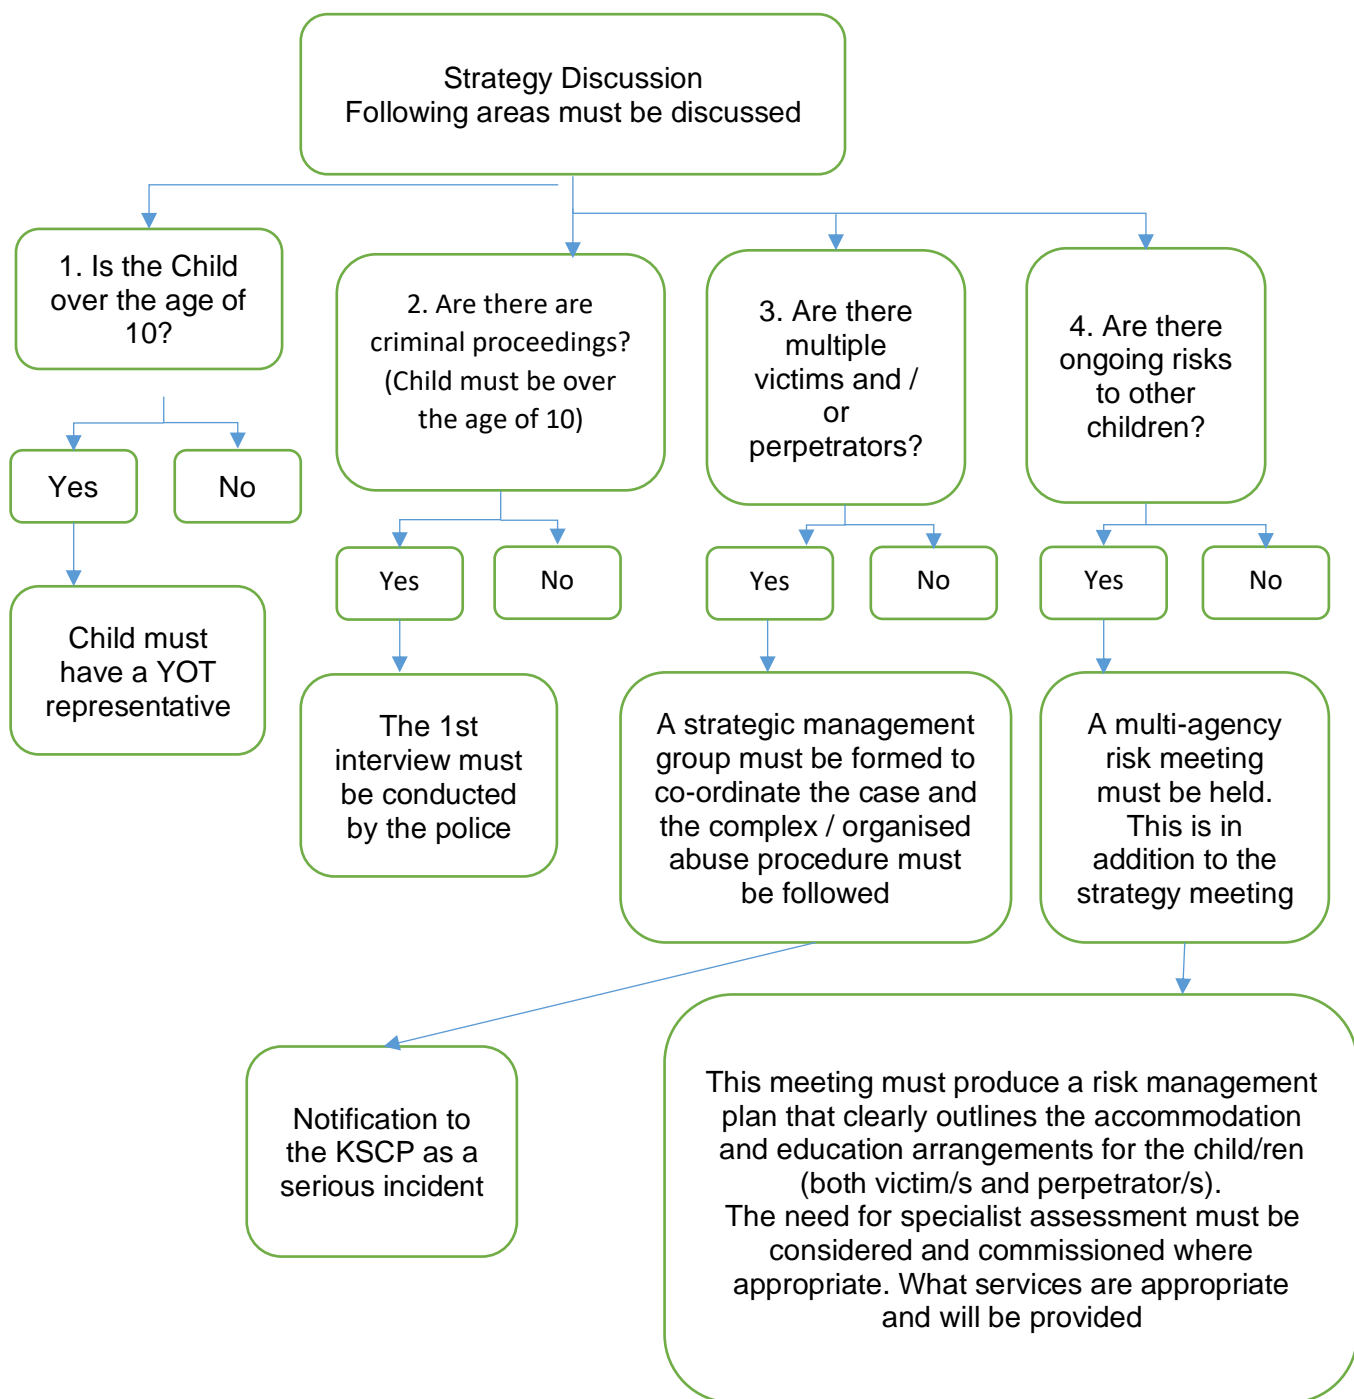 Strategy Discussion
Following areas must be discussed
1. Is the Child
over the age of
10?
2. Are there are
criminal proceedings?
(Child must be over
the age of 10)
3. Are there
multiple
victims and /
or
perpetrators?
4. Are there
ongoing risks
to other
children?
Yes
No
Yes
No
Yes
No
Yes
No
Child must
have a YOT
representative
The 1st
interview must
be conducted
by the police
A strategic management
group must be formed to
co-ordinate the case and
the complex / organised
abuse procedure must
be followed
A multi-agency
risk meeting
must be held.
This is in
addition to the
strategy meeting
Notification to
the KSCP as a
serious incident
This meeting must produce a risk management
plan that clearly outlines the accommodation
and education arrangements for the child/ren
(both victim/s and perpetrator/s).
The need for specialist assessment must be
considered and commissioned where
appropriate. What services are appropriate
and will be provided